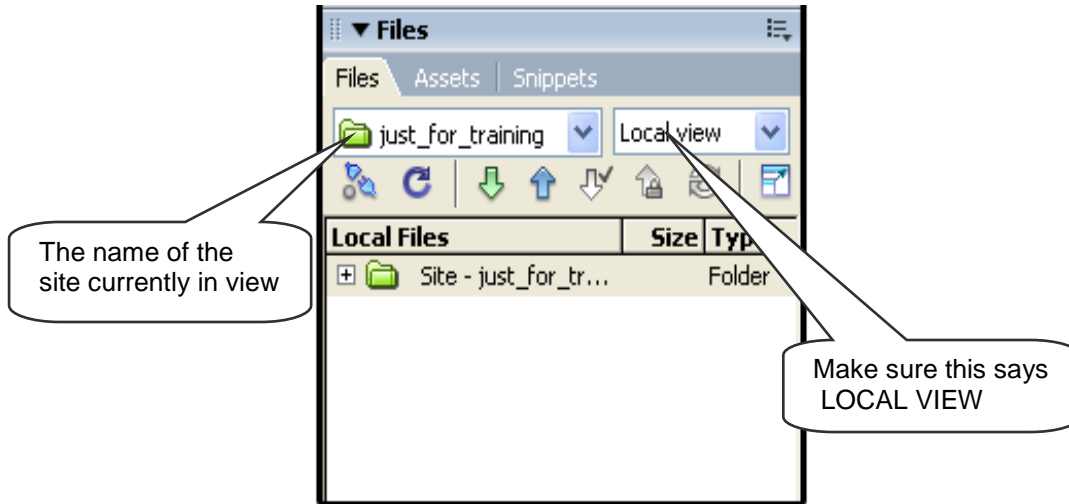 Files
Files Assets Snippets
just_for_training Local view
Local Files Size Typ
Site - just_for_tr... Folder
The name of the
site currently in view
Make sure this says
LOCAL VIEW